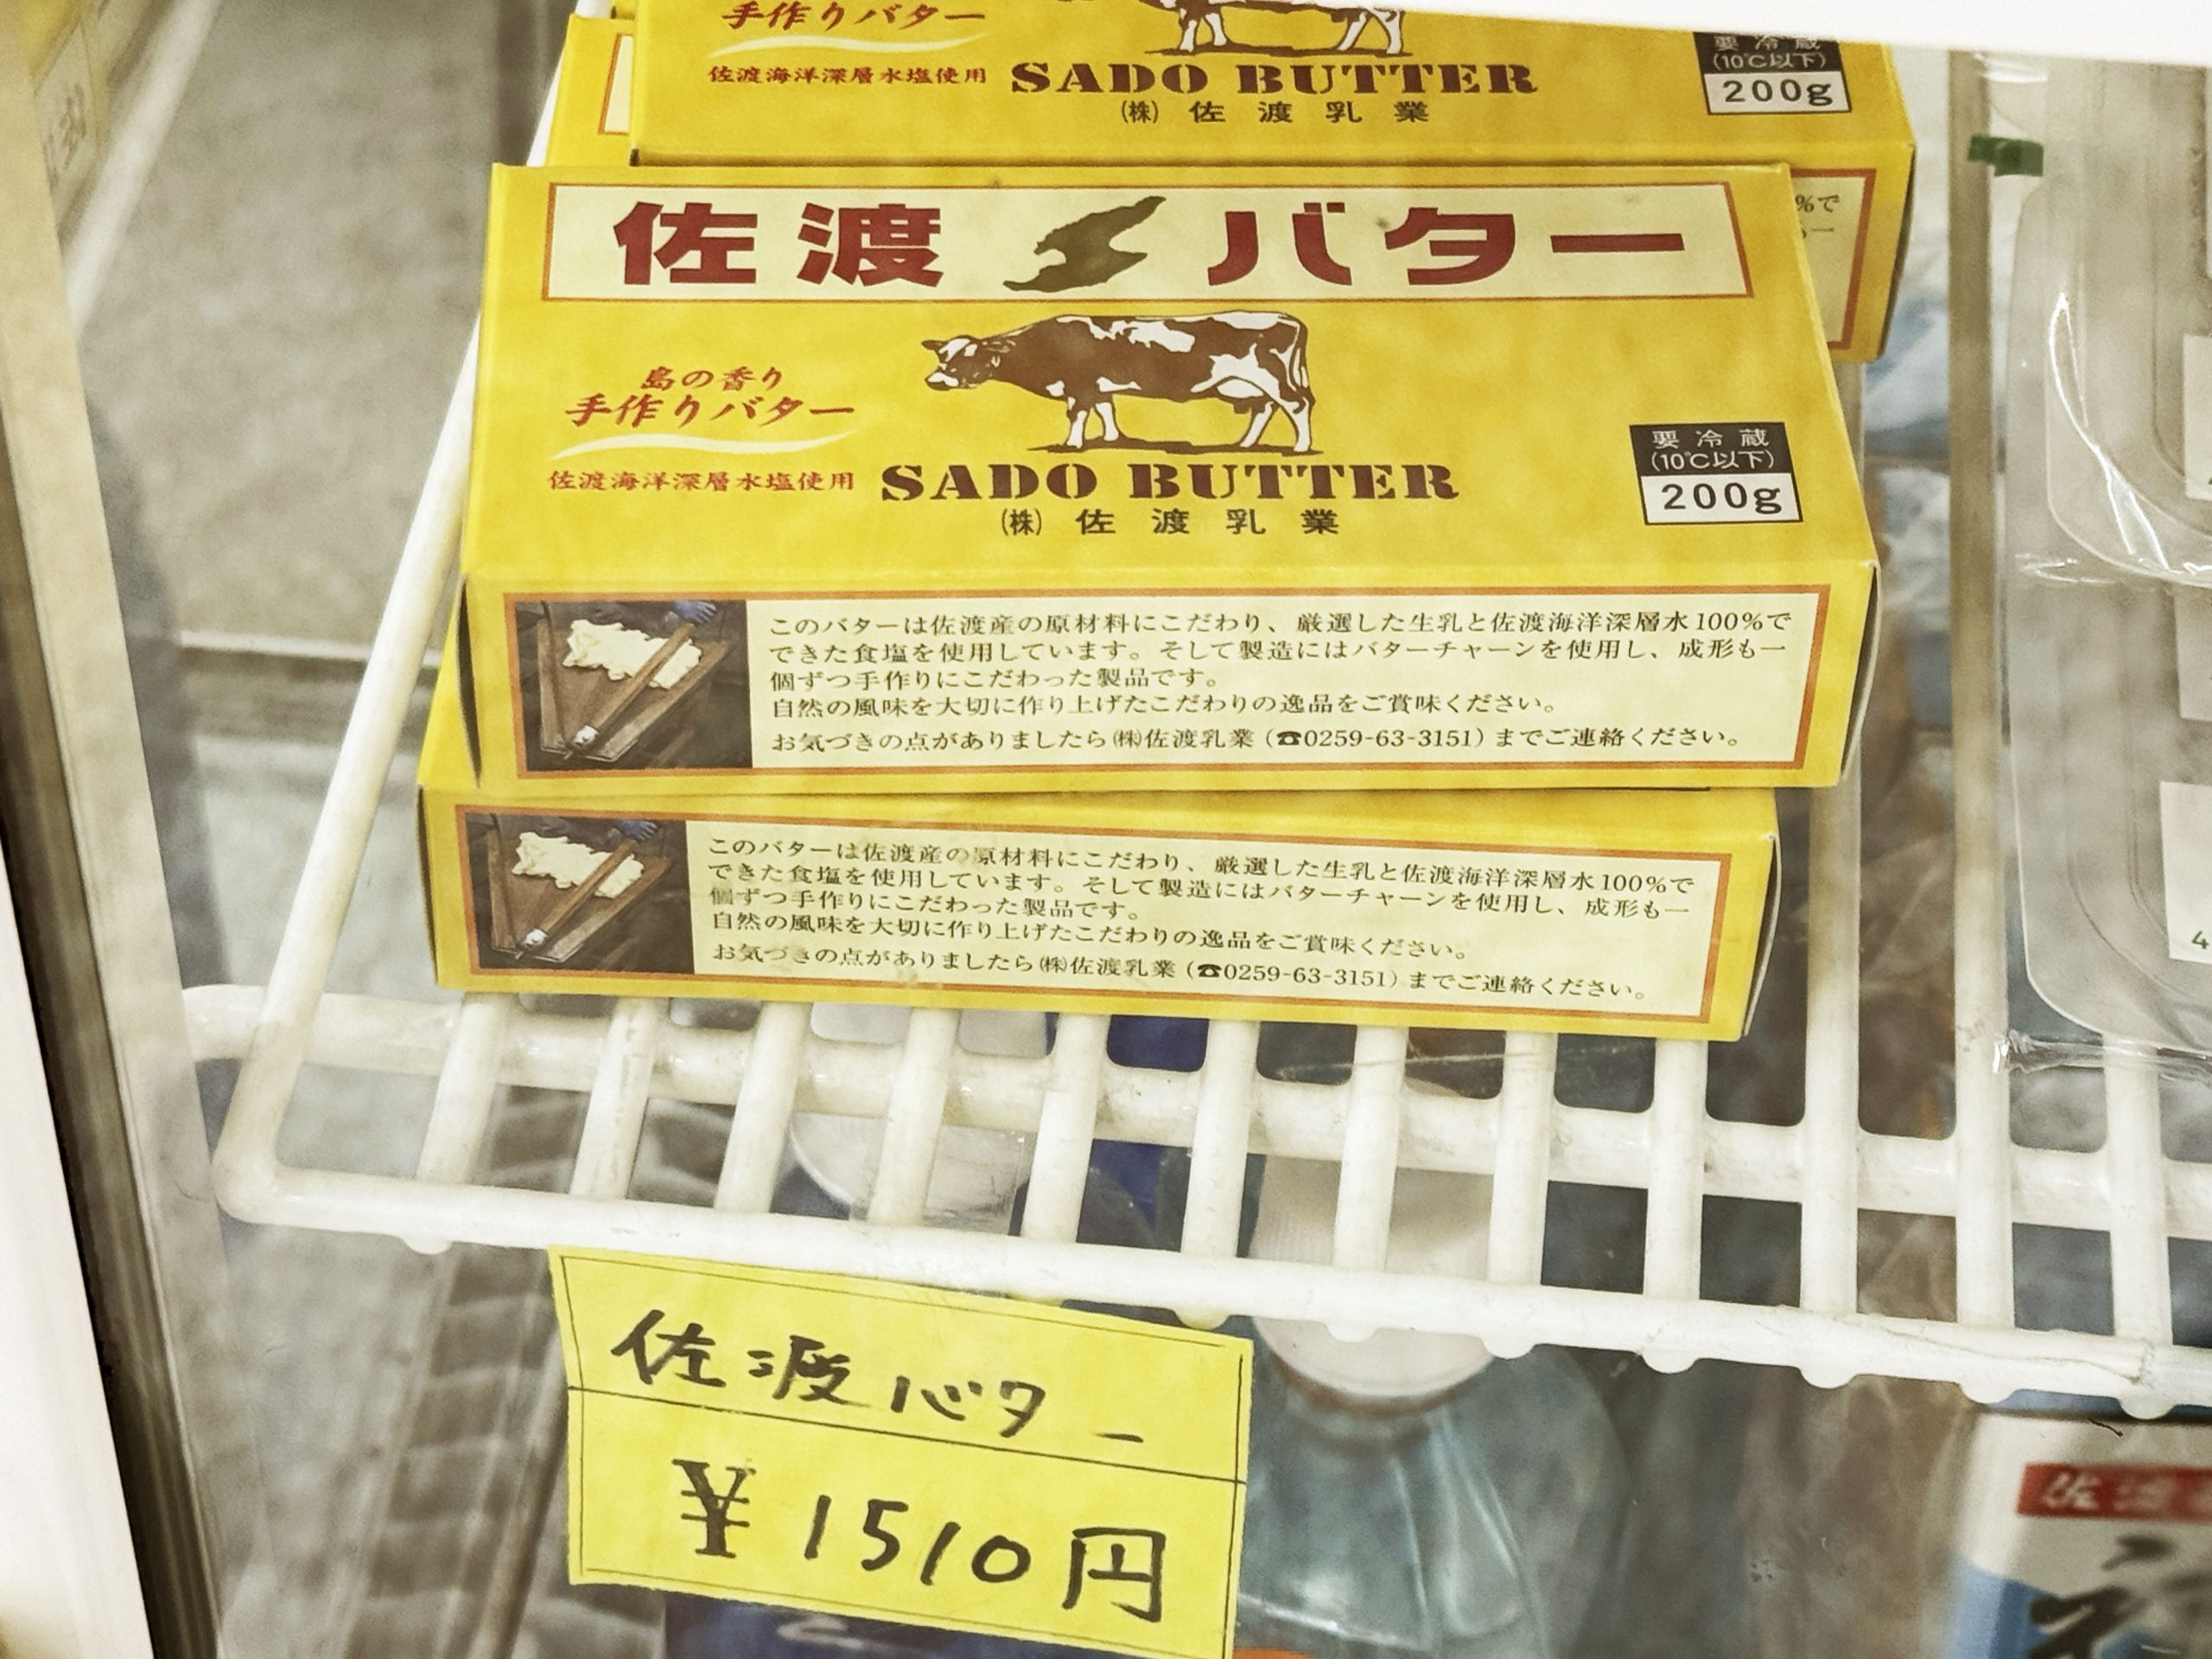 手作りバター
佐渡海洋深層水塩使用
SADO BUTTER
(株) 佐渡乳業
要冷蔵
(10℃以下)
200g
%で
佐渡 バター
島の香り
手作りバター
佐渡海洋深層水塩使用
SADO BUTTER
(株) 佐渡乳業
要冷蔵
(10℃以下)
200g
このバターは佐渡産の原材料にこだわり、厳選した生乳と佐渡海洋深層水100%で
できた食塩を使用しています。そして製造にはバターチャーンを使用し、成形も一
個ずつ手作りにこだわった製品です。
自然の風味を大切に作り上げたこだわりの逸品をご賞味ください。
お気づきの点がありましたら㈱佐渡乳業 (☎0259-63-3151) までご連絡ください。
このバターは佐渡産の原材料にこだわり、厳選した生乳と佐渡海洋深層水100%で
できた食塩を使用しています。そして製造にはバターチャーンを使用し、成形も一
個ずつ手作りにこだわった製品です。
自然の風味を大切に作り上げたこだわりの逸品をご賞味ください。
お気づきの点がありましたら㈱佐渡乳業 (☎0259-63-3151) までご連絡ください。
佐渡バター
¥1510円
佐渡